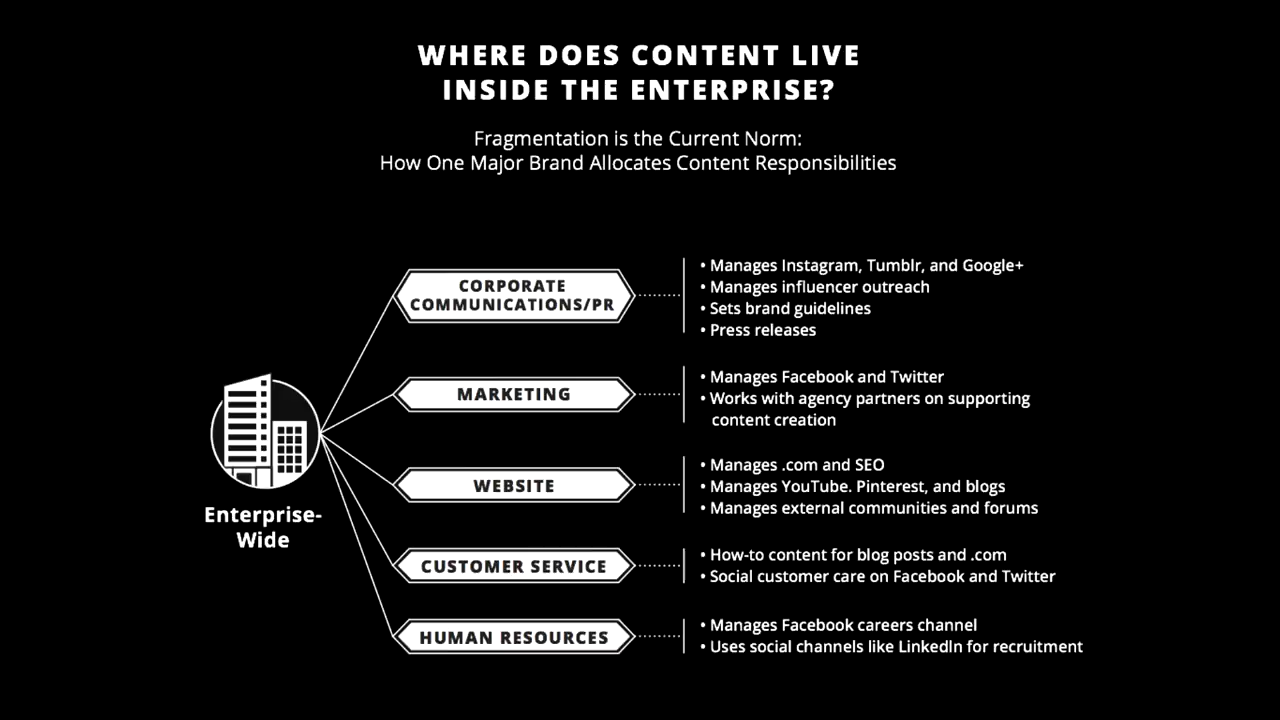 WHERE DOES CONTENT LIVE
INSIDE THE ENTERPRISE?
Fragmentation is the Current Norm:
How One Major Brand Allocates Content Responsibilities
Enterprise-
Wide
CORPORATE
COMMUNICATIONS/PR
• Manages Instagram, Tumblr, and Google+
• Manages influencer outreach
• Sets brand guidelines
• Press releases
MARKETING
• Manages Facebook and Twitter
• Works with agency partners on supporting
content creation
WEBSITE
• Manages .com and SEO
• Manages YouTube. Pinterest, and blogs
• Manages external communities and forums
CUSTOMER SERVICE
• How-to content for blog posts and .com
• Social customer care on Facebook and Twitter
HUMAN RESOURCES
• Manages Facebook careers channel
• Uses social channels like LinkedIn for recruitment